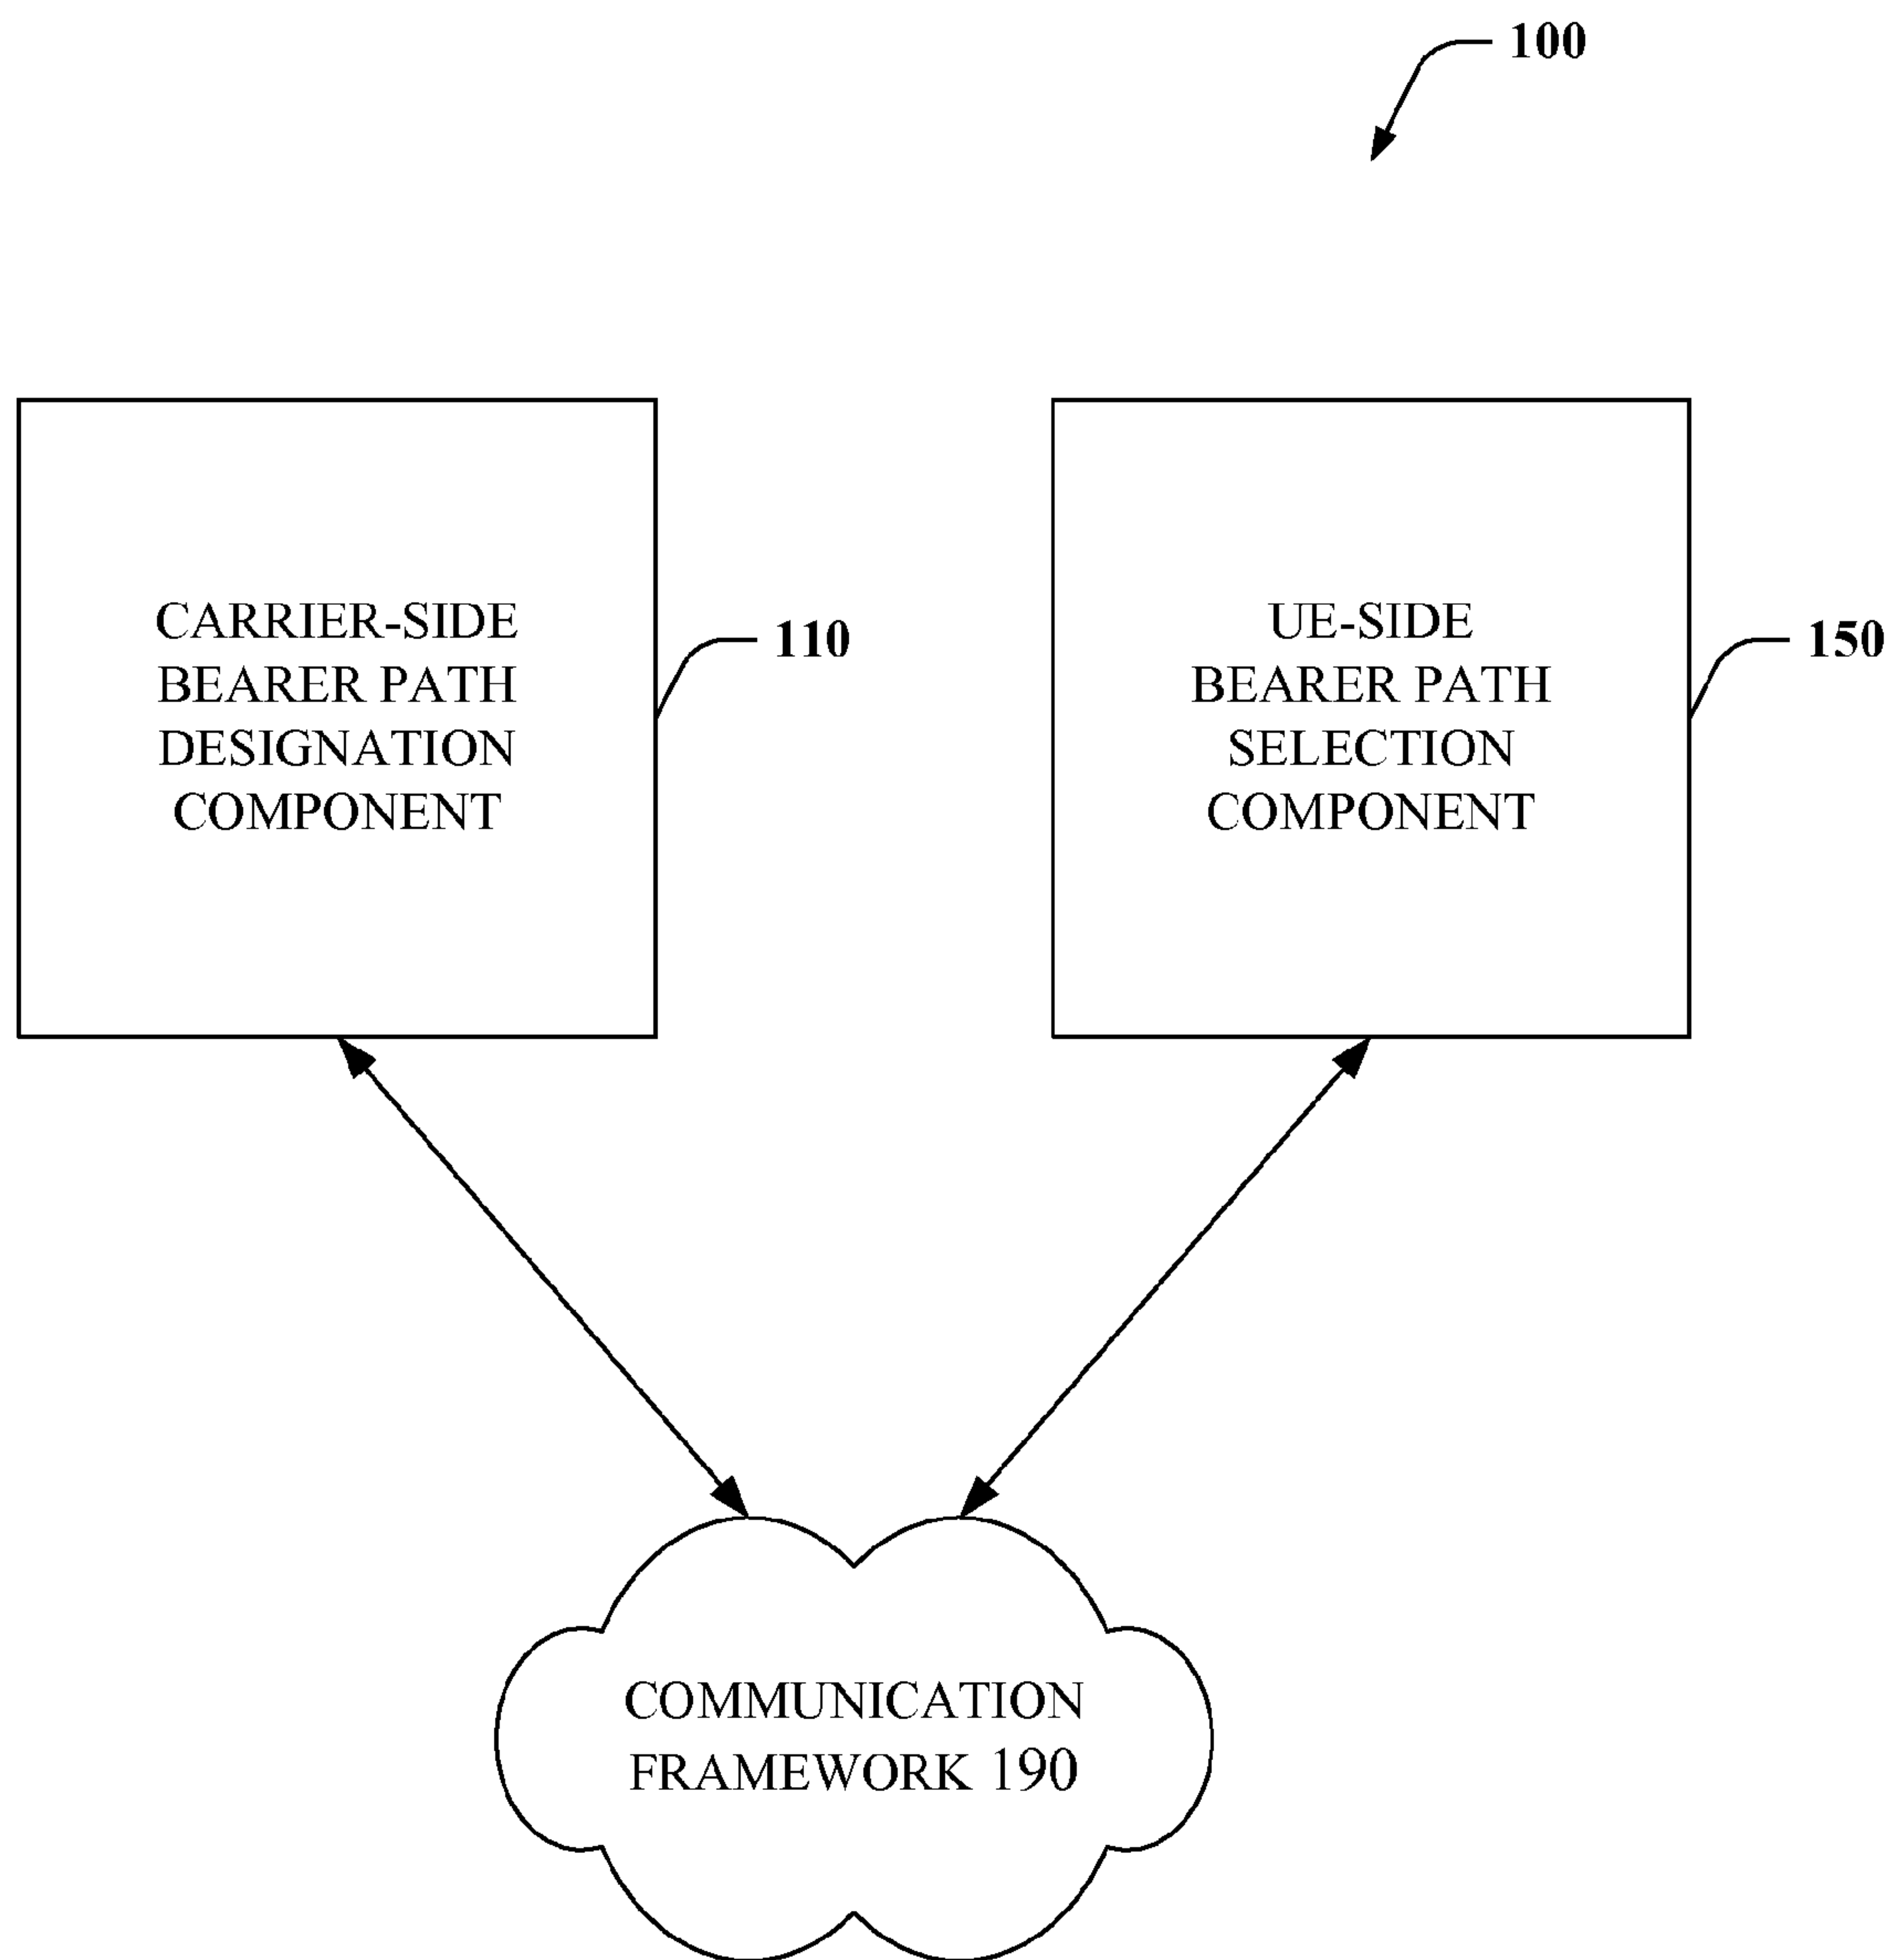 100
CARRIER-SIDE
BEARER PATH
DESIGNATION
COMPONENT
110
UE-SIDE
BEARER PATH
SELECTION
COMPONENT
150
COMMUNICATION
FRAMEWORK 190